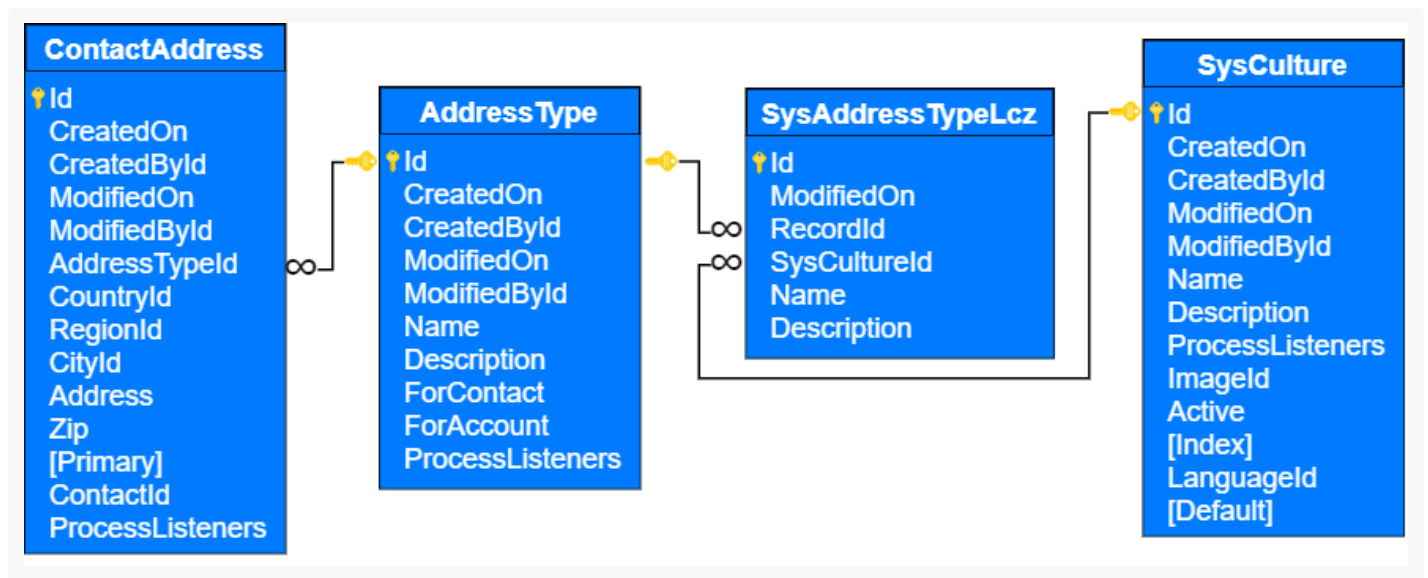 ContactAddress
Id
CreatedOn
CreatedById
ModifiedOn
ModifiedById
AddressTypeId
CountryId
RegionId
CityId
Address
Zip
[Primary]
ContactId
ProcessListeners
AddressType
Id
CreatedOn
CreatedById
ModifiedOn
ModifiedById
Name
Description
ForContact
ForAccount
ProcessListeners
SysAddressTypeLcz
Id
ModifiedOn
RecordId
SysCultureId
Name
Description
SysCulture
Id
CreatedOn
CreatedById
ModifiedOn
ModifiedById
Name
Description
ProcessListeners
ImageId
Active
[Index]
LanguageId
[Default]